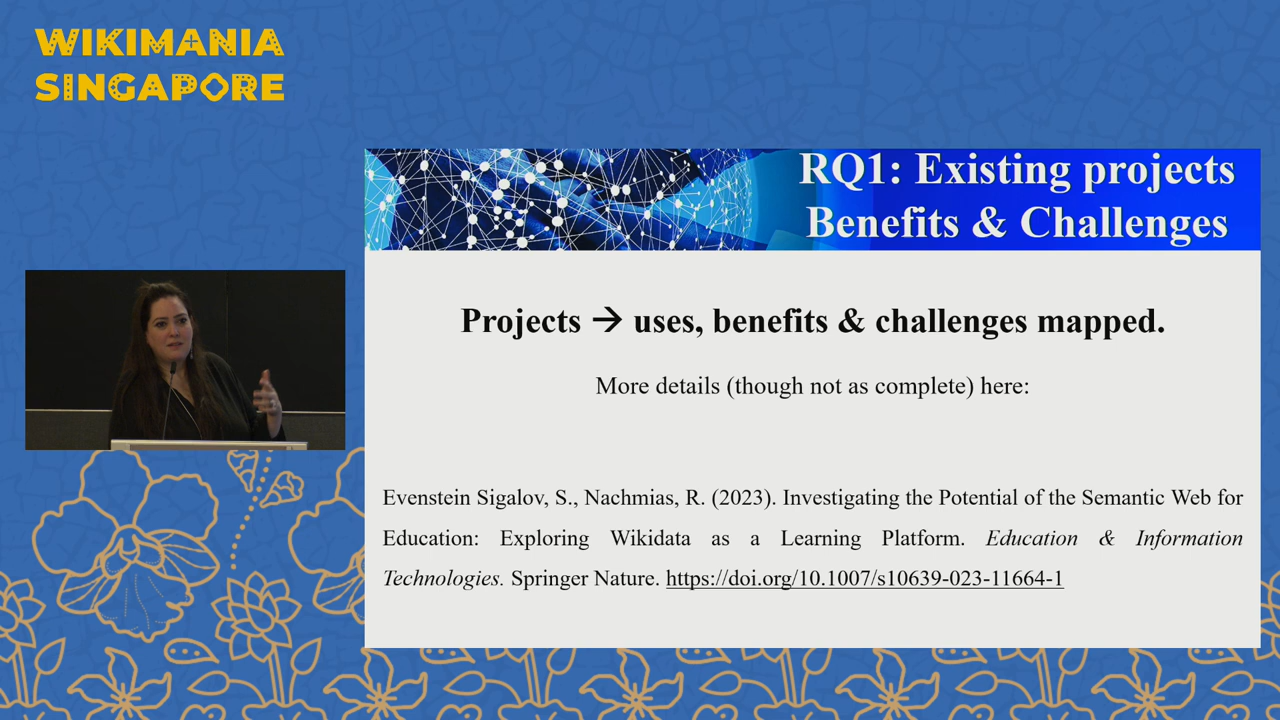 WIKIMANIA
SINGAPORE
RQ1: Existing projects
Benefits & Challenges
Projects → uses, benefits & challenges mapped.
More details (though not as complete) here:
Evenstein Sigalov, S., Nachmias, R. (2023). Investigating the Potential of the Semantic Web for
Education: Exploring Wikidata as a Learning Platform. Education & Information
Technologies. Springer Nature. https://doi.org/10.1007/s10639-023-11664-1